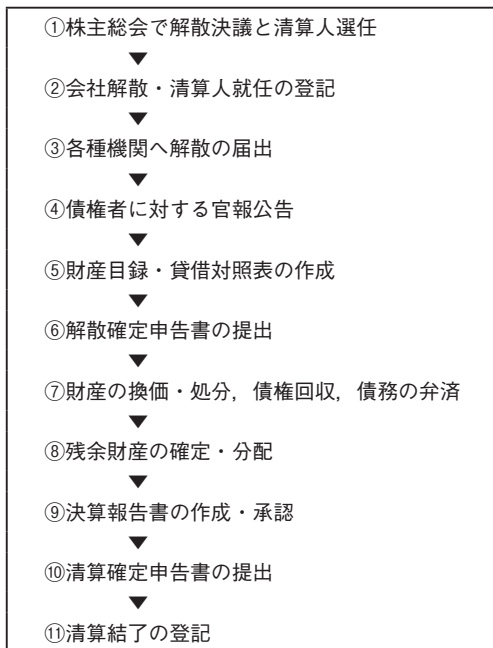 ①株主総会で解散決議と清算人選任
▼
②会社解散・清算人就任の登記
▼
③各種機関へ解散の届出
▼
④債権者に対する官報公告
▼
⑤財産目録・貸借対照表の作成
▼
⑥解散確定申告書の提出
▼
⑦財産の換価・処分，債権回収，債務の弁済
▼
⑧残余財産の確定・分配
▼
⑨決算報告書の作成・承認
▼
⑩清算確定申告書の提出
▼
⑪清算結了の登記